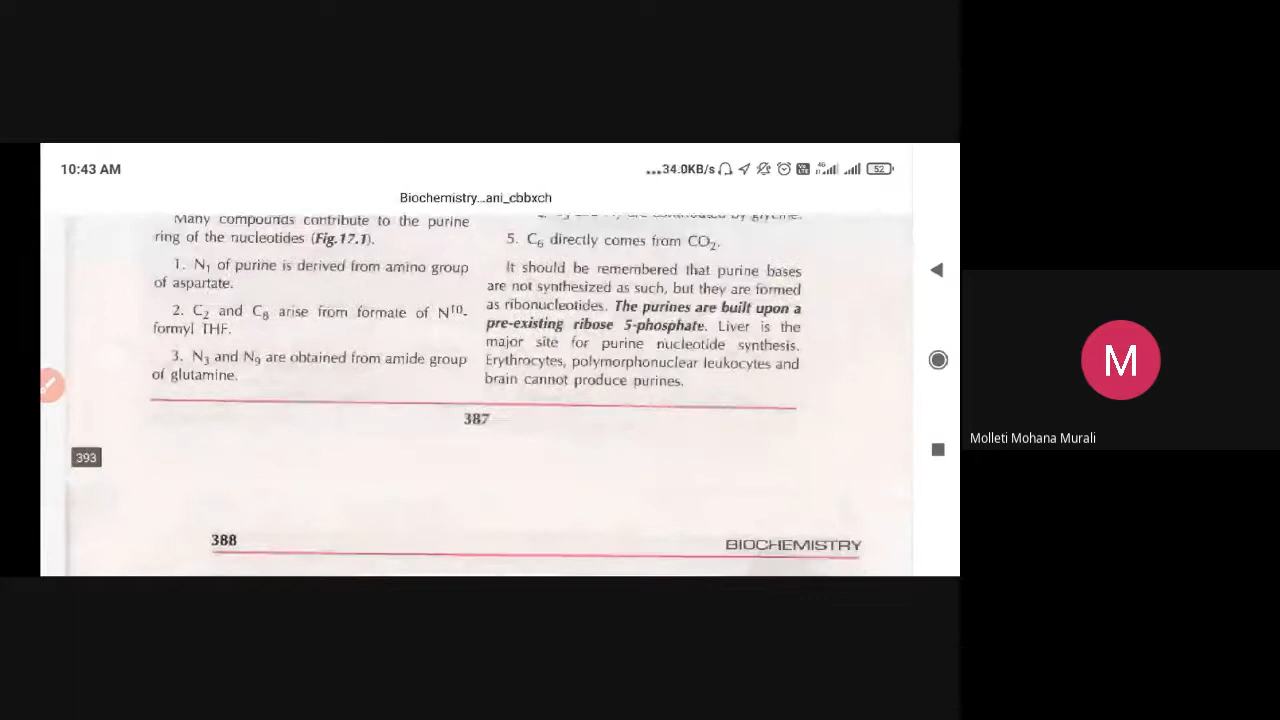 10:43 AM
...34.0KB/s
4G
52
Biochemistry...ani_cbbxch
Many compounds contribute to the purine
ring of the nucleotides (Fig.17.1).
1. N1 of purine is derived from amino group
of aspartate.
2. C2 and C8 arise from formate of N10-
formyl THF.
3. N3 and N9 are obtained from amide group
of glutamine.
are contributed by glycine.
5. C6 directly comes from CO2.
It should be remembered that purine bases
are not synthesized as such, but they are formed
as ribonucleotides. The purines are built upon a
pre-existing ribose 5-phosphate. Liver is the
major site for purine nucleotide synthesis.
Erythrocytes, polymorphonuclear leukocytes and
brain cannot produce purines.
387
393
388
BIOCHEMISTRY
M
Molleti Mohana Murali